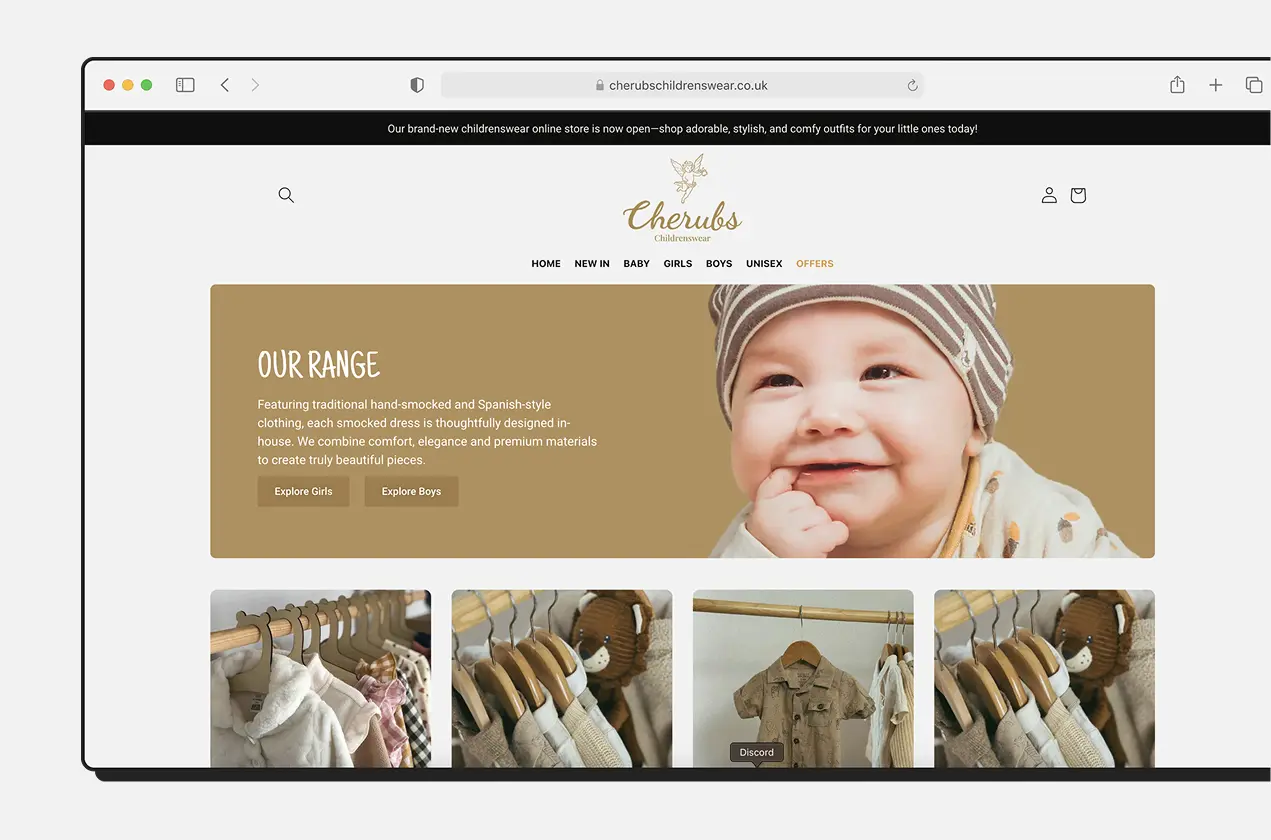 cherubschildrenswear.co.uk
Our brand-new childrenswear online store is now open—shop adorable, stylish, and comfy outfits for your little ones today!
Cherubs
Childrenswear
HOME NEW IN BABY GIRLS BOYS UNISEX OFFERS
OUR RANGE
Featuring traditional hand-smocked and Spanish-style
clothing, each smocked dress is thoughtfully designed in-
house. We combine comfort, elegance and premium materials
to create truly beautiful pieces.
Explore Girls Explore Boys
Discord